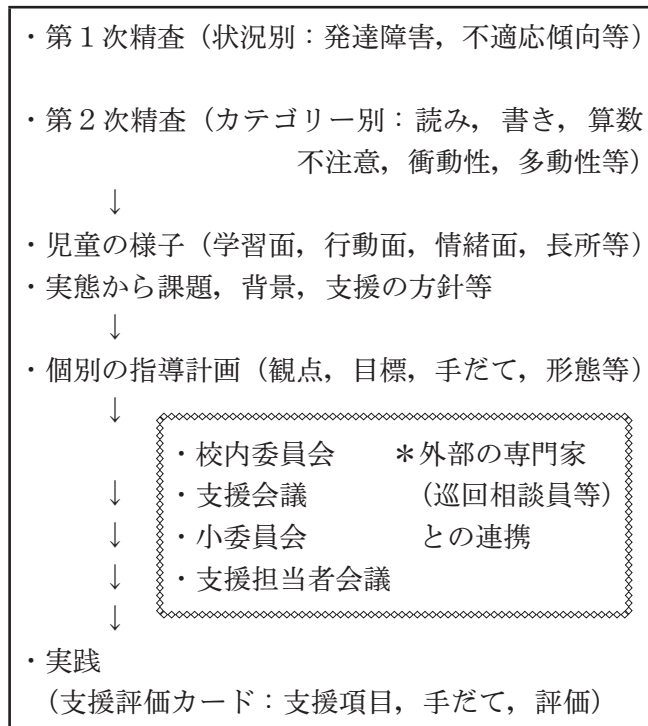 ・第１次精査（状況別：発達障害，不適応傾向等）
・第２次精査（カテゴリー別：読み，書き，算数
不注意，衝動性，多動性等）
↓
・児童の様子（学習面，行動面，情緒面，長所等）
・実態から課題，背景，支援の方針等
↓
・個別の指導計画（観点，目標，手だて，形態等）
↓
・校内委員会　　＊外部の専門家
↓　・支援会議　　（巡回相談員等）
↓　・小委員会　　との連携
↓　・支援担当者会議
↓
・実践
（支援評価カード：支援項目，手だて，評価）